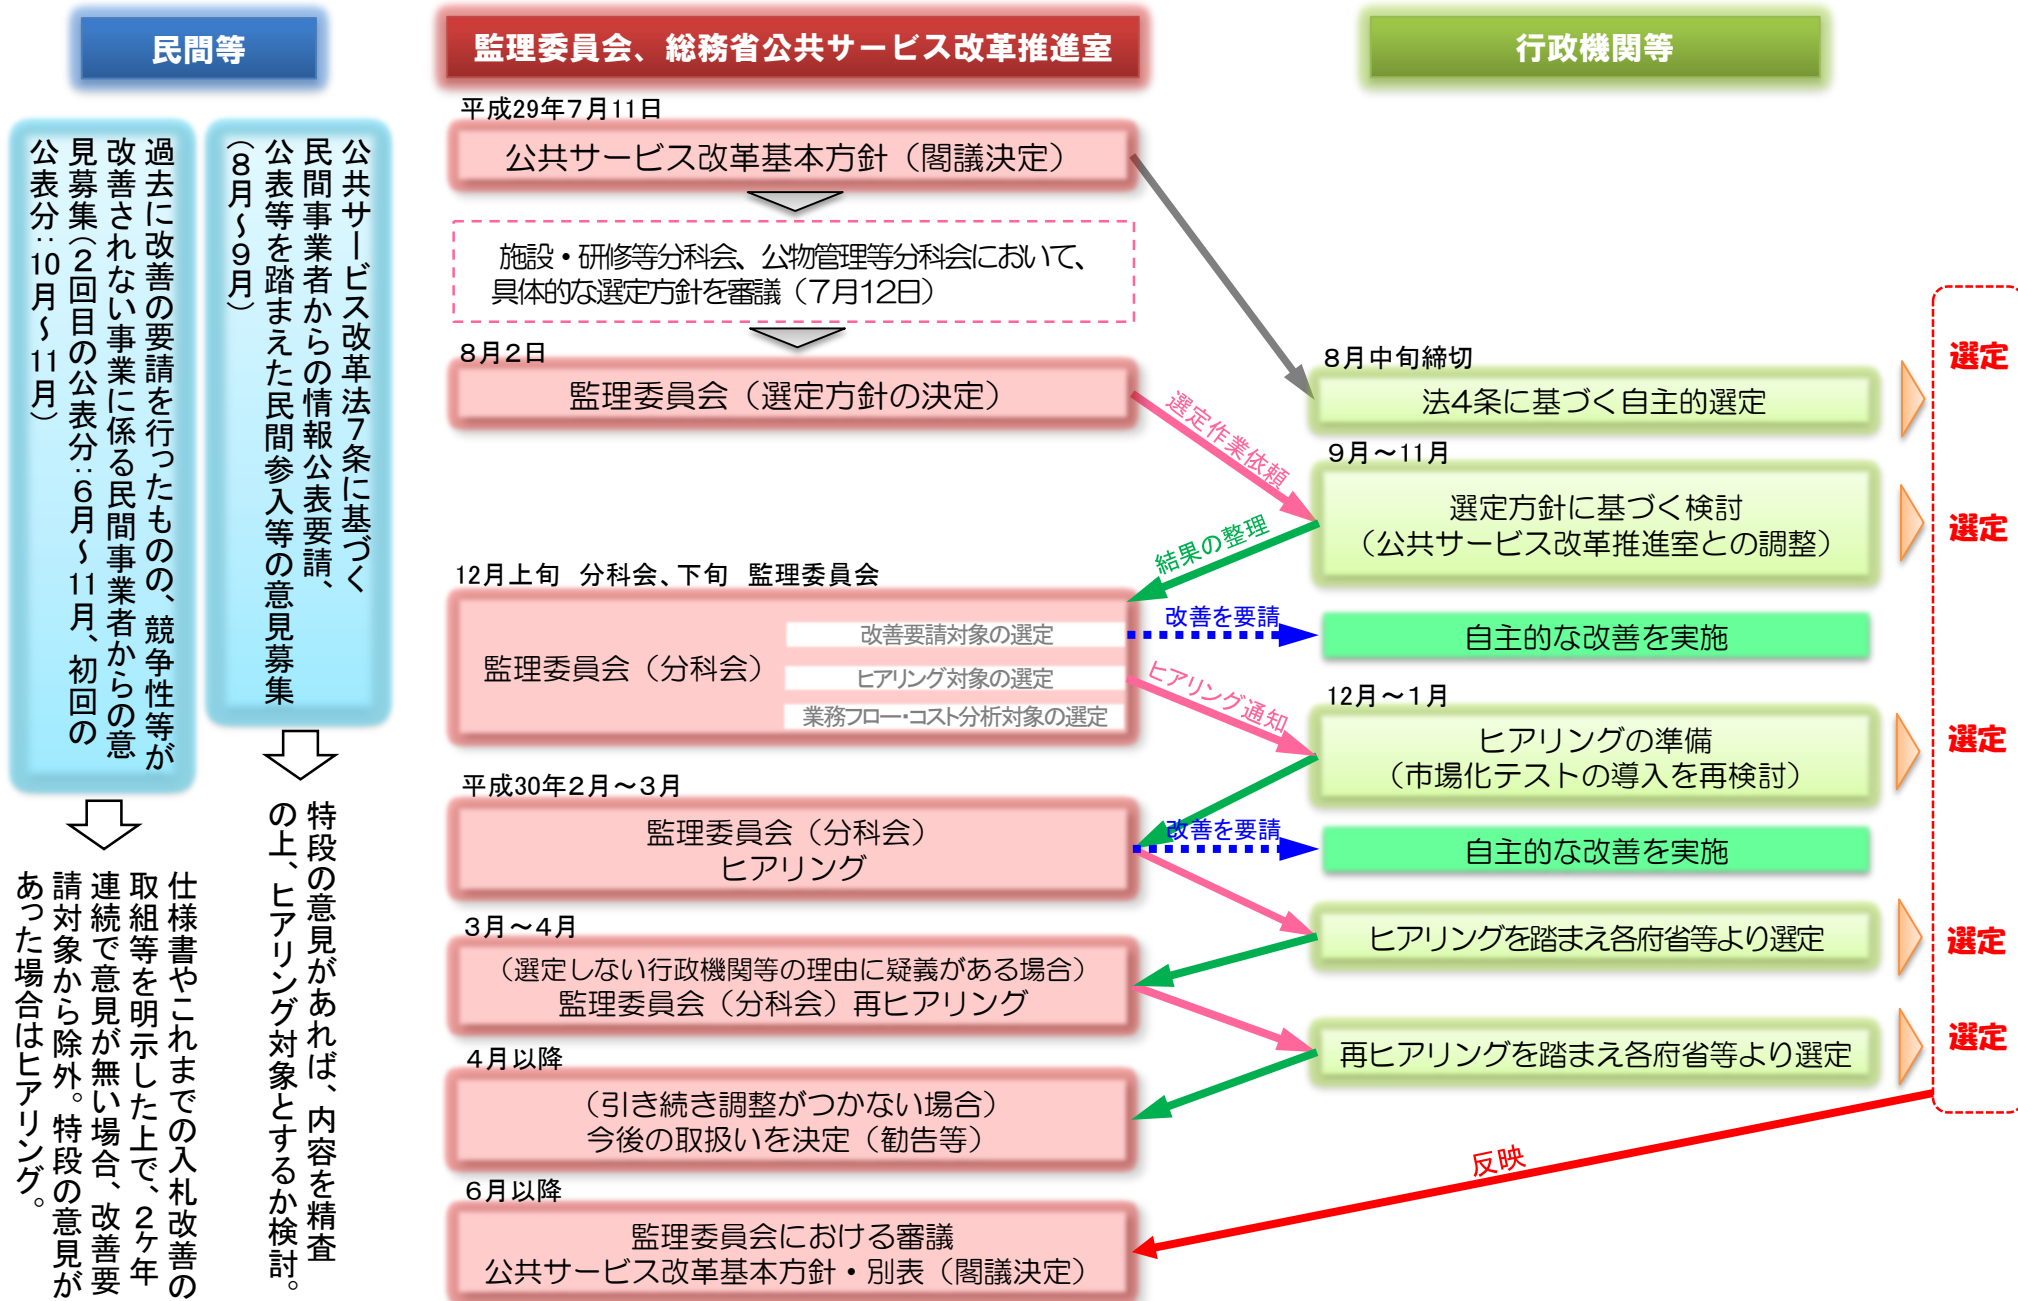 民間等
公共サービス改革法7条に基づく
民間事業者からの情報公表要請、
公表等を踏まえた民間参入等の意見募集
（8月～9月）
過去に改善の要請を行ったものの、競争性等が
改善されない事業に係る民間事業者からの意
見募集（2回目の公表分：6月～11月、初回の
公表分：10月～11月）
特段の意見があれば、内容を精査
の上、ヒアリング対象とするか検討。
仕様書やこれまでの入札改善の
取組等を明示した上で、2ヶ年
連続で意見が無い場合、改善要
請対象から除外。特段の意見が
あった場合はヒアリング。
監理委員会、総務省公共サービス改革推進室
平成29年7月11日
公共サービス改革基本方針（閣議決定）
施設・研修等分科会、公物管理等分科会において、
具体的な選定方針を審議（7月12日）
8月2日
監理委員会（選定方針の決定）
選定作業依頼
結果の整理
12月上旬　分科会、下旬　監理委員会
監理委員会（分科会）
改善要請対象の選定
ヒアリング対象の選定
業務フロー・コスト分析対象の選定
改善を要請
ヒアリング通知
平成30年2月～3月
監理委員会（分科会）
ヒアリング
改善を要請
3月～4月
（選定しない行政機関等の理由に疑義がある場合）
監理委員会（分科会）再ヒアリング
4月以降
（引き続き調整がつかない場合）
今後の取扱いを決定（勧告等）
6月以降
監理委員会における審議
公共サービス改革基本方針・別表（閣議決定）
行政機関等
8月中旬締切
法4条に基づく自主的選定
選定
9月～11月
選定方針に基づく検討
（公共サービス改革推進室との調整）
選定
自主的な改善を実施
12月～1月
ヒアリングの準備
（市場化テストの導入を再検討）
選定
自主的な改善を実施
ヒアリングを踏まえ各府省等より選定
選定
再ヒアリングを踏まえ各府省等より選定
選定
反映